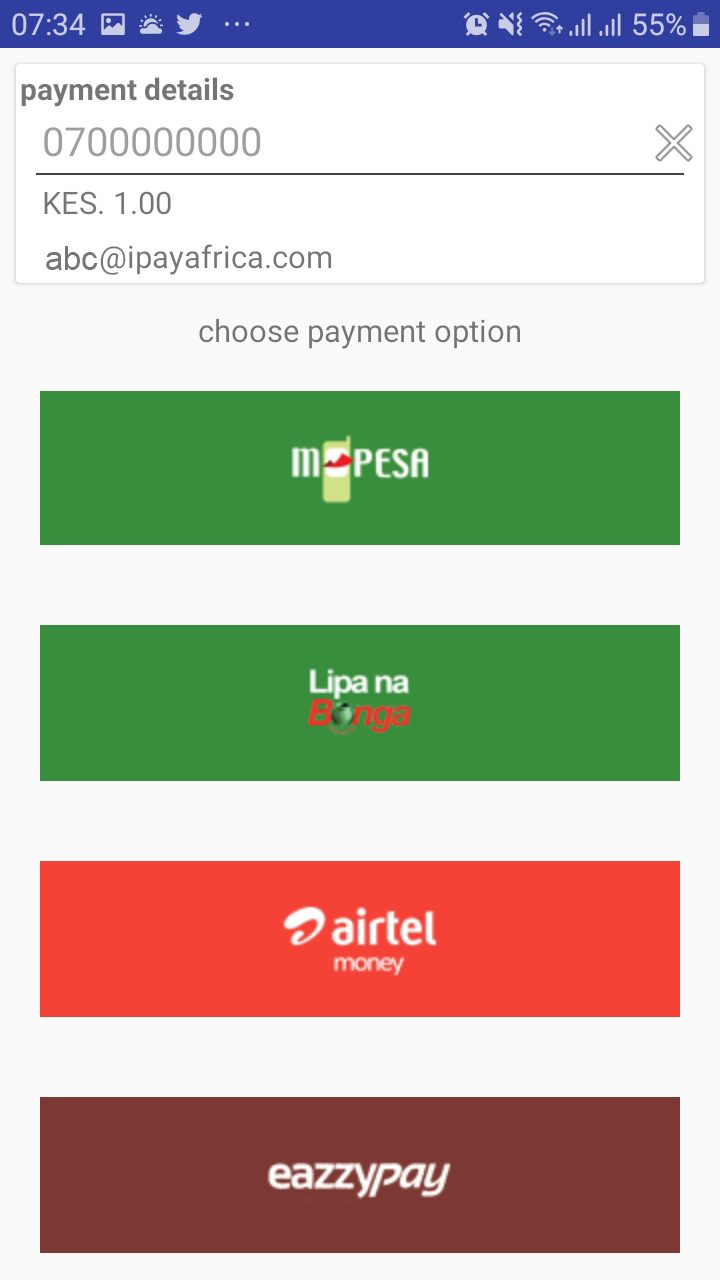 07:34 ... 55%
payment details
0700000000
KES. 1.00
abc@ipayafrica.com
choose payment option
M-PESA
Lipa na
Bonga
airtel
money
eazzypay